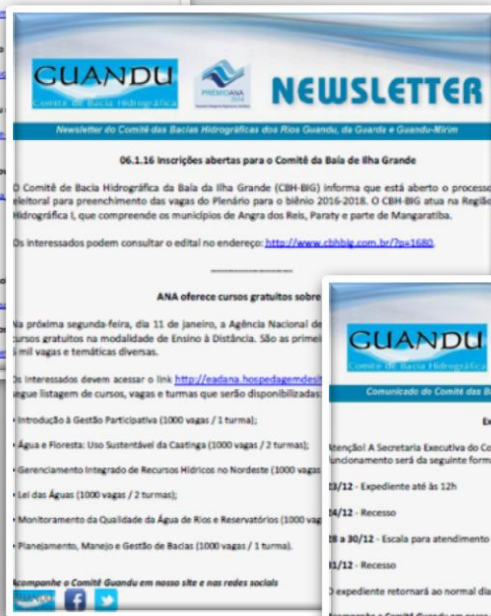 GUANDU
Comitê de Bacia Hidrográfica
PRÊMIO ANA
2014
NEWSLETTER
Newsletter do Comitê das Bacias Hidrográficas dos Rios Guandu, da Guarda e Guandu-Mirim
06.1.16 Inscrições abertas para o Comitê da Baía de Ilha Grande
O Comitê de Bacia Hidrográfica da Baía da Ilha Grande (CBH-BIG) informa que está aberto o processo
eleitoral para preenchimento das vagas do Plenário para o biênio 2016-2018. O CBH-BIG atua na Região
Hidrográfica I, que compreende os municípios de Angra dos Reis, Paraty e parte de Mangaratiba.
Os interessados podem consultar o edital no endereço: http://www.cbhbig.com.br/?p=1680.
ANA oferece cursos gratuitos sobre
Na próxima segunda-feira, dia 11 de janeiro, a Agência Nacional de
cursos gratuitos na modalidade de Ensino à Distância. São as primei
mil vagas e temáticas diversas.
Os interessados devem acessar o link http://eadana.hospedagemdesit
segue listagem de cursos, vagas e turmas que serão disponibilizadas:
• Introdução à Gestão Participativa (1000 vagas / 1 turma);
• Água e Floresta: Uso Sustentável da Caatinga (1000 vagas / 2 turmas);
• Gerenciamento Integrado de Recursos Hídricos no Nordeste (1000 vagas
• Lei das Águas (1000 vagas / 2 turmas);
• Monitoramento da Qualidade da Água de Rios e Reservatórios (1000 vag
• Planejamento, Manejo e Gestão de Bacias (1000 vagas / 1 turma).
Acompanhe o Comitê Guandu em nosso site e nas redes sociais
GUANDU
Comitê de Bacia Hidrográfica
Comunicado do Comitê das B
Ex
Atenção! A Secretaria Executiva do Co
funcionamento será da seguinte form
23/12 - Expediente até às 12h
24/12 - Recesso
28 a 30/12 - Escala para atendimento
31/12 - Recesso
O expediente retornará ao normal dia